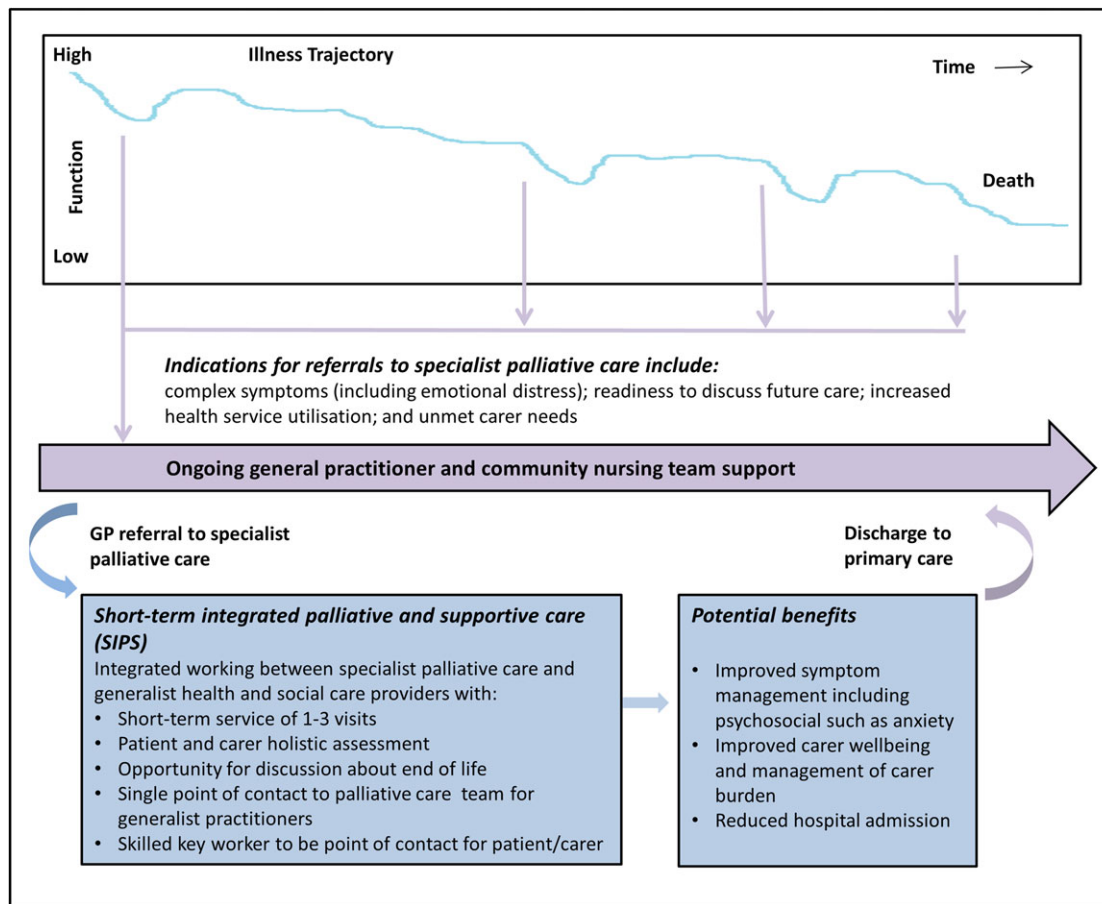 High
Illness Trajectory
Time
Function
Death
Low
Indications for referrals to specialist palliative care include:
complex symptoms (including emotional distress); readiness to discuss future care; increased
health service utilisation; and unmet carer needs
Ongoing general practitioner and community nursing team support
GP referral to specialist
palliative care
Discharge to
primary care
Short-term integrated palliative and supportive care
(SIPS)
Integrated working between specialist palliative care and
generalist health and social care providers with:
• Short-term service of 1-3 visits
• Patient and carer holistic assessment
• Opportunity for discussion about end of life
• Single point of contact to palliative care team for
generalist practitioners
• Skilled key worker to be point of contact for patient/carer
Potential benefits
• Improved symptom
management including
psychosocial such as anxiety
• Improved carer wellbeing
and management of carer
burden
• Reduced hospital admission